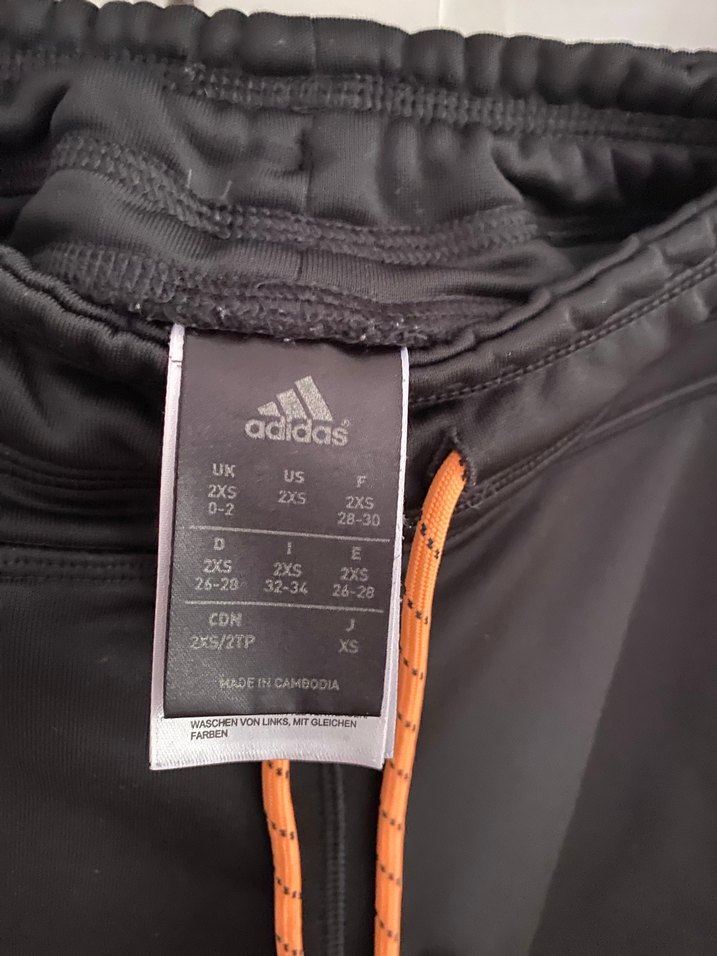 adidas®
UK US F
2XS 2XS 2XS
0-2 28-30
D I E
2XS 2XS 2XS
26-28 32-34 26-28
CDN J
2XS/2TP XS
MADE IN CAMBODIA
WASCHEN VON LINKS, MIT GLEICHEN
FARBEN